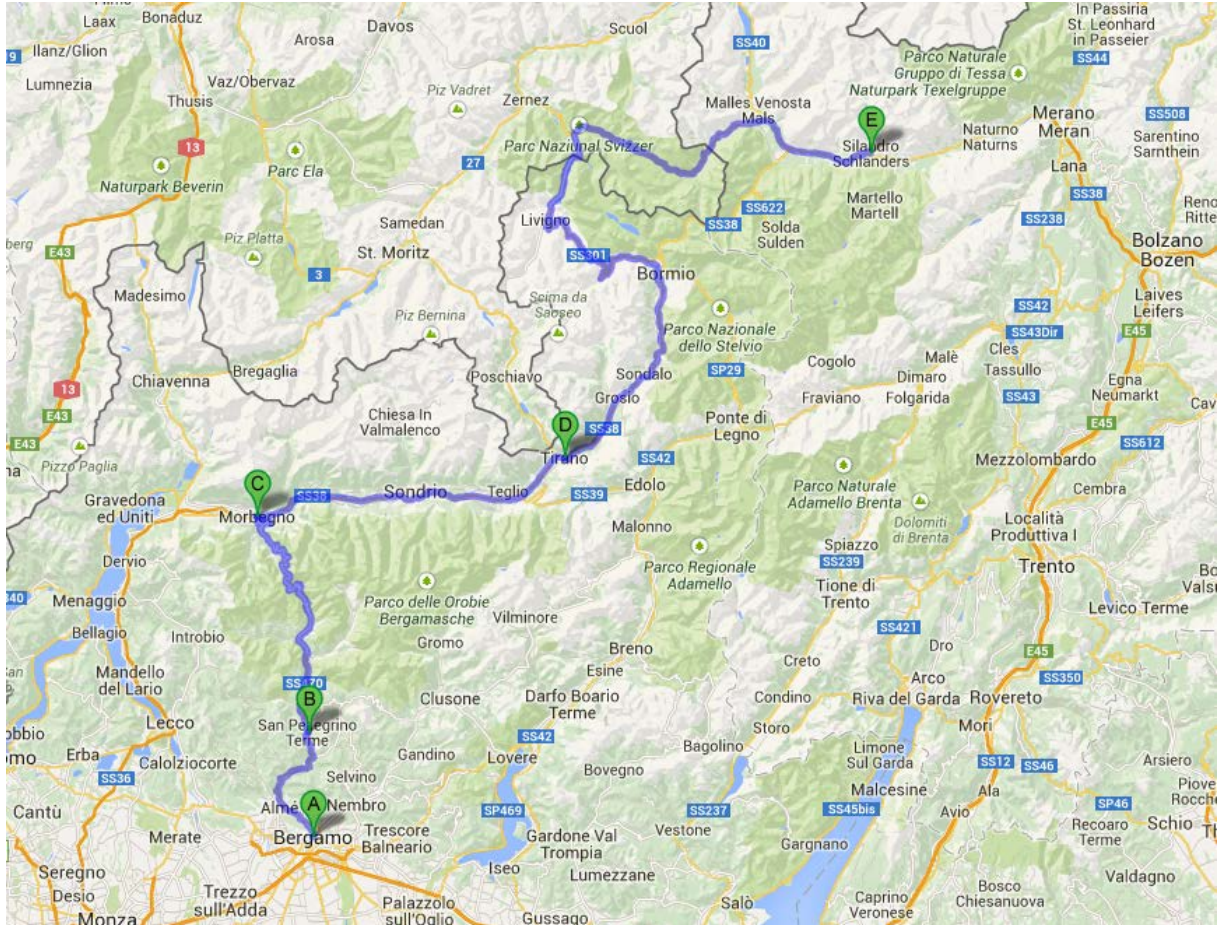 Laax
Bonaduz
Arosa
Davos
Scuol
SS40
In Passiria
St. Leonhard
in Passeier
Ilanz/Glion
Lumnezia
Vaz/Obervaz
Thusis
Piz Vadret
Zernez
Parco Naturale
Gruppo di Tessa
Naturpark Texelgruppe
SS44
Malles Venosta
Mals
E
Merano
Meran
SS508
13
Naturpark Beverin
Parc Ela
27
Parc Naziunal Svizzer
Silandro
Schlanders
Naturno
Naturns
Sarentino
Sarnthein
Lana
SS38
Martello
Martell
SS622
SS38
Solda
Sulden
SS238
Samedan
Livigno
Piz Platta
St. Moritz
E43
3
SS301
Bormio
Bolzano
Bozen
Madesimo
Piz Bernina
Scima da
Saoseo
SS42
Laives
Leifers
Parco Nazionale
dello Stelvio
SS43Dir
E45
Cogolo
Malè
Cles
Tassullo
13
Chiavenna
Bregaglia
Poschiavo
Sondalo
SP29
Dimaro
Folgarida
Egna
Neumarkt
E43
Grosio
Fraviano
SS43
Chiesa In
Valmalenco
D
SS38
Ponte di
Legno
E45
SS612
E43
Pizzo Paglia
Tirano
SS42
Mezzolombardo
C
Gravedona
ed Uniti
SS38
Sondrio
Teglio
SS39
Edolo
Parco Naturale
Adamello Brenta
Cembra
Morbegno
Malonno
Dolomiti
di Brenta
Località
Produttiva I
Dervio
Spiazzo
SS239
Trento
Parco Regionale
Adamello
Tione di
Trento
Menaggio
Parco delle Orobie
Bergamasche
Vilminore
Levico Terme
Bellagio
Introbio
Gromo
SS421
Breno
Dro
Mandello
del Lario
Esine
Creto
E45
SS470
Arco
SS350
B
Clusone
Darfo Boario
Terme
Condino
Riva del Garda
Rovereto
Lecco
San Pellegrino
Terme
Storo
Mori
SS42
Bagolino
Erba
Calolziocorte
Gandino
Lovere
Limone
Sul Garda
SS12
SS46
Arsiero
SS36
Selvino
Bovegno
Malcesine
Cantù
Almé
A
Nembro
SP469
SS237
SS45bis
Ala
SP46
Merate
Bergamo
Trescore
Balneario
Gardone Val
Trompia
Vestone
Avio
Recoaro
Terme
Schio
Seregno
Desio
Iseo
Lumezzane
Gargnano
Valdagno
Trezzo
sull'Adda
Palazzolo
sull'Oglio
Caprino
Veronese
Bosco
Chiesanuova
Monza
Gussago
Salò